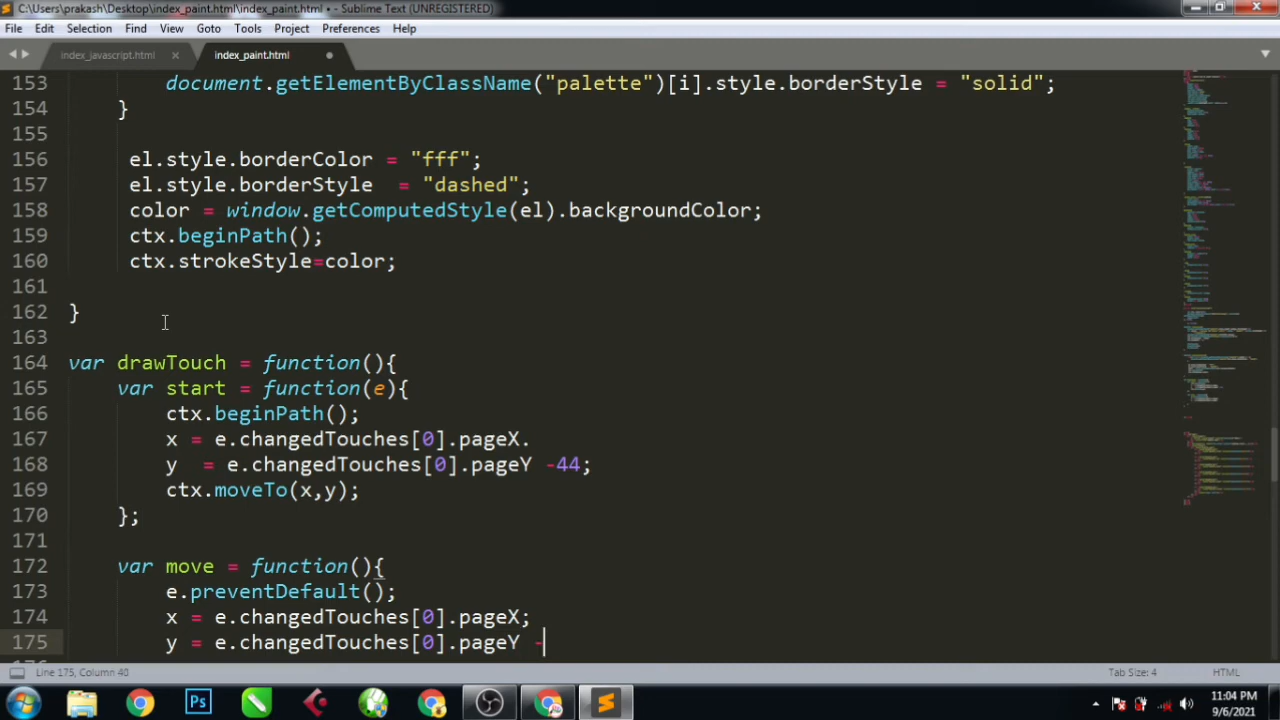 C:\Users\prakash\Desktop\index_paint.html\index_paint.html • - Sublime Text (UNREGISTERED)
File Edit Selection Find View Goto Tools Project Preferences Help
index_javascript.html index_paint.html
153 document.getElementByClassName("palette")[i].style.borderStyle = "solid";
154 }
155
156 el.style.borderColor = "fff";
157 el.style.borderStyle  = "dashed";
158 color = window.getComputedStyle(el).backgroundColor;
159 ctx.beginPath();
160 ctx.strokeStyle=color;
161
162 }
163
164 var drawTouch = function(){
165 var start = function(e){
166 ctx.beginPath();
167 x = e.changedTouches[0].pageX.
168 y  = e.changedTouches[0].pageY -44;
169 ctx.moveTo(x,y);
170 };
171
172 var move = function(){
173 e.preventDefault();
174 x = e.changedTouches[0].pageX;
175 y = e.changedTouches[0].pageY -
Line 175, Column 40 Tab Size: 4 HTML
Ps 11:04 PM
9/6/2021